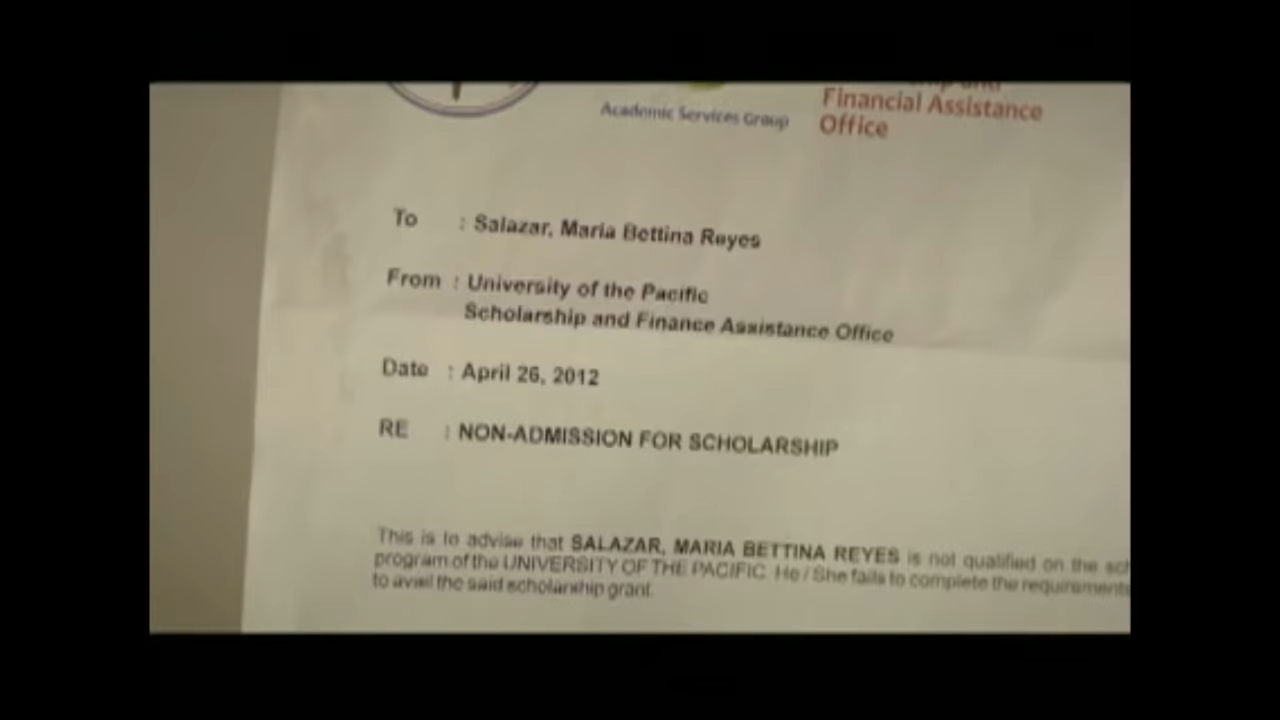 and
Financial Assistance
Office
Academic Services Group
To : Salazar, Maria Bettina Reyes
From : University of the Pacific
Scholarship and Finance Assistance Office
Date : April 26, 2012
RE : NON-ADMISSION FOR SCHOLARSHIP
This is to advise that SALAZAR, MARIA BETTINA REYES is not qualified on the sch
program of the UNIVERSITY OF THE PACIFIC. He / She fails to complete the requirements
to avail the said scholarship grant.